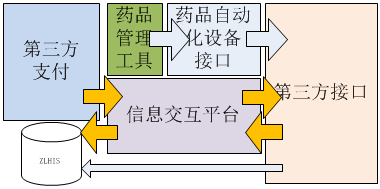 第三方
支付
药品
管理
工具
药品自动
化设备
接口
第三方接口
信息交互平台
ZLHIS